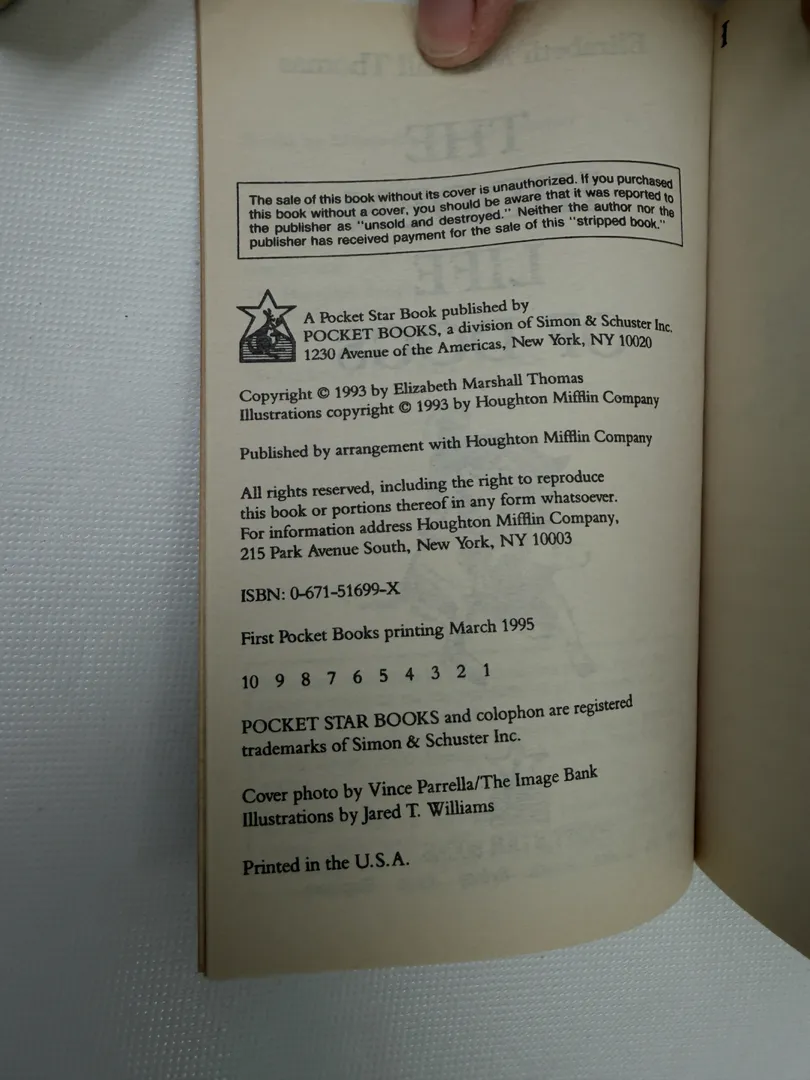 The sale of this book without its cover is unauthorized. If you purchased
this book without a cover, you should be aware that it was reported to
the publisher as "unsold and destroyed." Neither the author nor the
publisher has received payment for the sale of this "stripped book."
A Pocket Star Book published by
POCKET BOOKS, a division of Simon & Schuster Inc.
1230 Avenue of the Americas, New York, NY 10020
Copyright © 1993 by Elizabeth Marshall Thomas
Illustrations copyright © 1993 by Houghton Mifflin Company
Published by arrangement with Houghton Mifflin Company
All rights reserved, including the right to reproduce
this book or portions thereof in any form whatsoever.
For information address Houghton Mifflin Company,
215 Park Avenue South, New York, NY 10003
ISBN: 0-671-51699-X
First Pocket Books printing March 1995
10 9 8 7 6 5 4 3 2 1
POCKET STAR BOOKS and colophon are registered
trademarks of Simon & Schuster Inc.
Cover photo by Vince Parrella/The Image Bank
Illustrations by Jared T. Williams
Printed in the U.S.A.